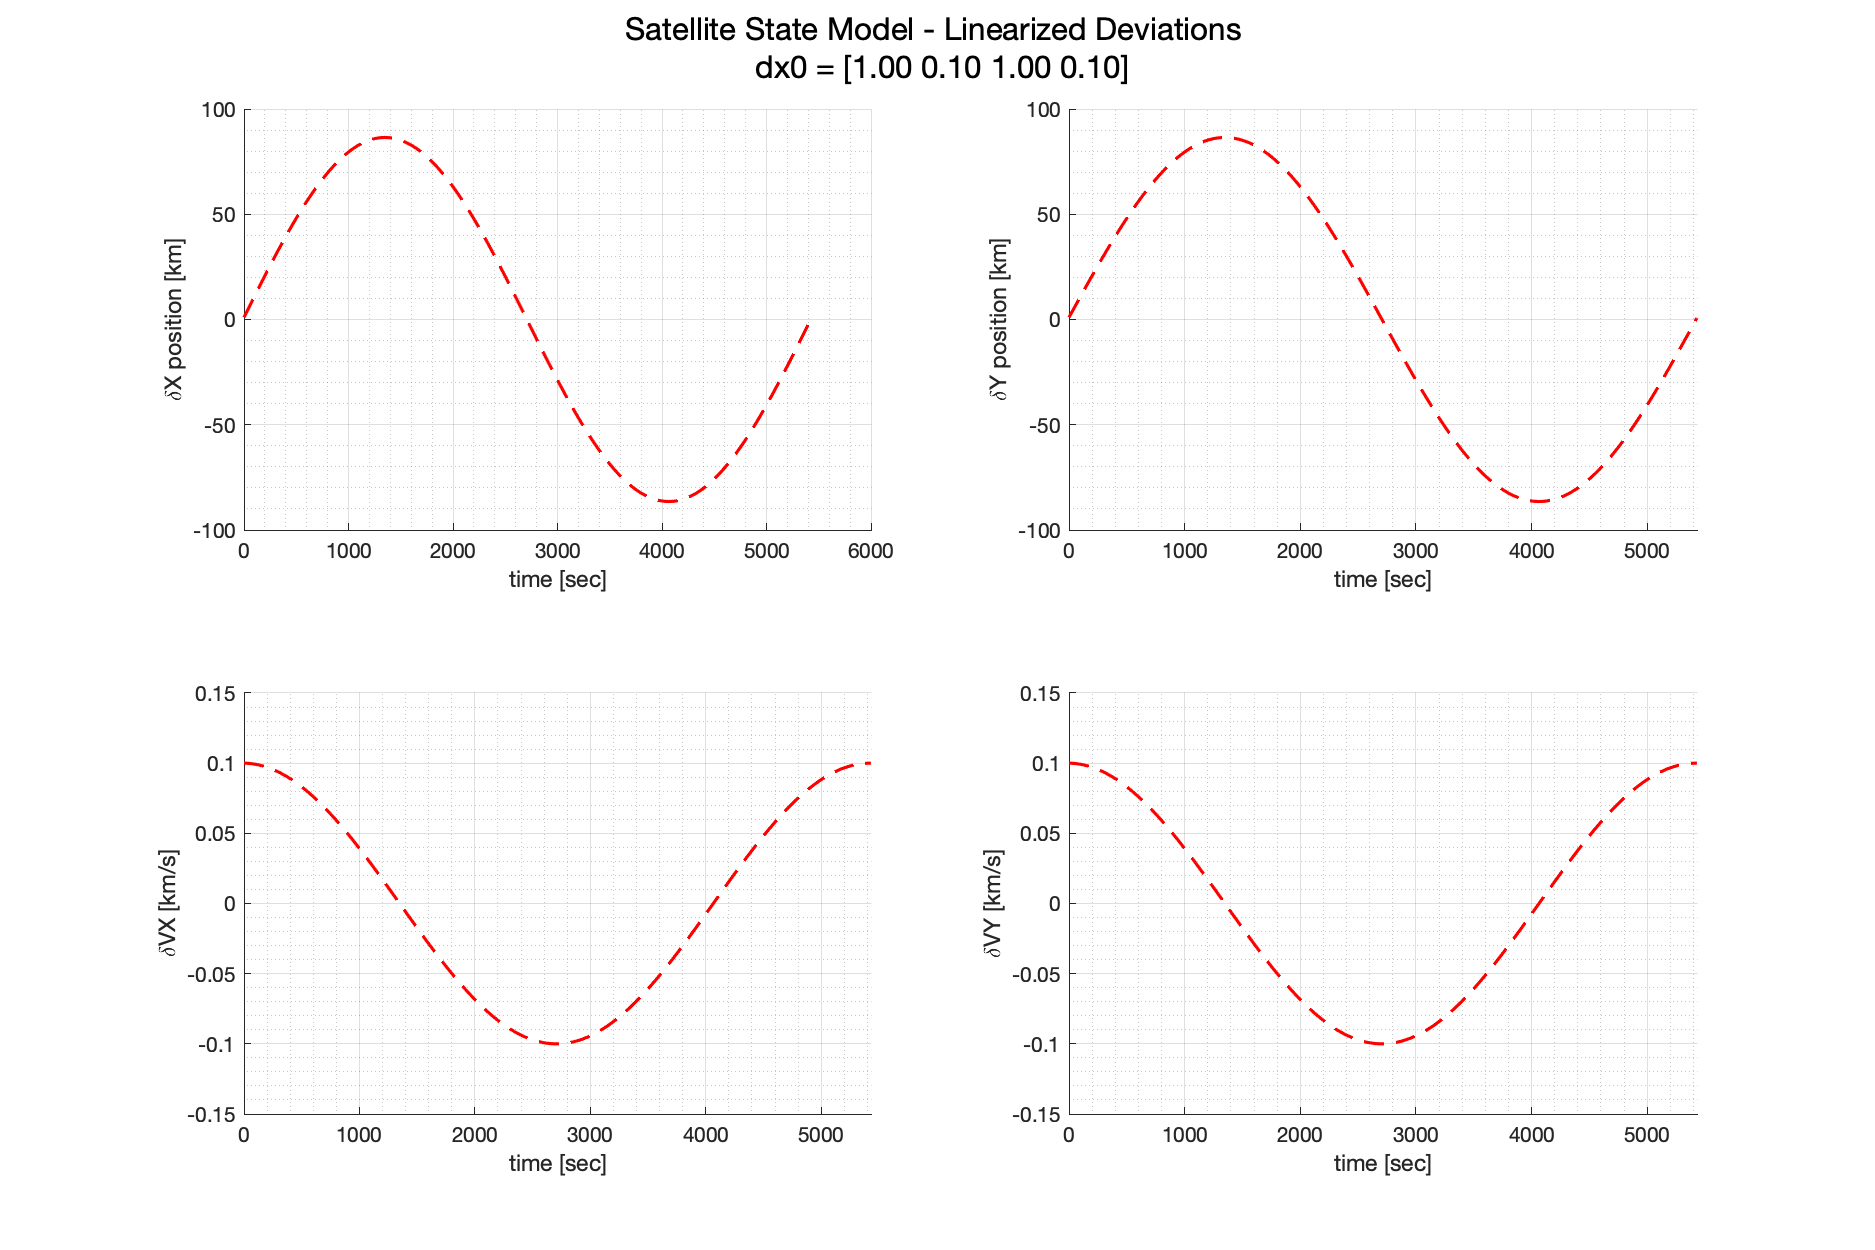 Satellite State Model - Linearized Deviations
dx0 = [1.00 0.10 1.00 0.10]
100
50
0
-50
-100
δX position [km]
0 1000 2000 3000 4000 5000 6000
time [sec]
100
50
0
-50
-100
δY position [km]
0 1000 2000 3000 4000 5000
time [sec]
0.15
0.1
0.05
0
-0.05
-0.1
-0.15
δVX [km/s]
0 1000 2000 3000 4000 5000
time [sec]
0.15
0.1
0.05
0
-0.05
-0.1
-0.15
δVY [km/s]
0 1000 2000 3000 4000 5000
time [sec]